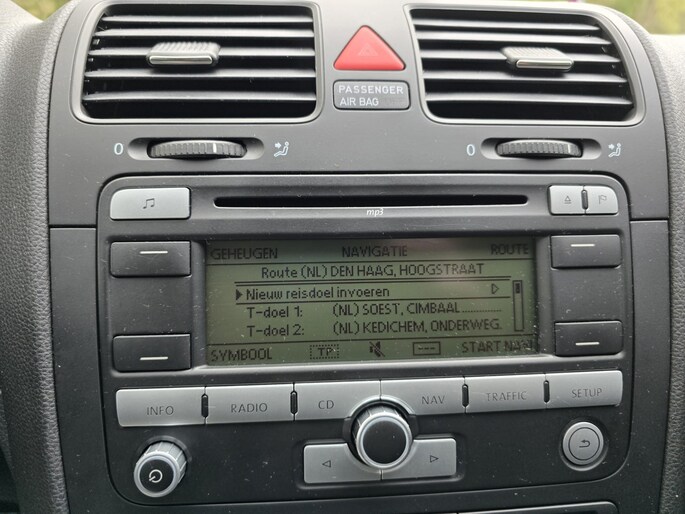 PASSENGER
AIR BAG
0
0
mp3
GEHEUGEN NAVIGATIE ROUTE
Route (NL) DEN HAAG, HOOGSTRAAT
Nieuw reisdoel invoeren
T-doel 1: (NL) SOEST, CIMBAAL
T-doel 2: (NL) KEDICHEM, ONDERWEG.
SYMBOOL TP START NAV
INFO RADIO CD NAV TRAFFIC SETUP